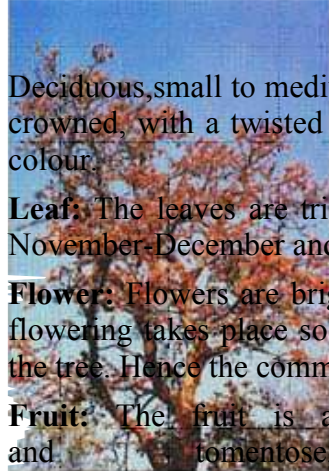 Deciduous,small to medi
crowned, with a twisted
colour.
Leaf: The leaves are tri
November-December and
Flower: Flowers are brig
flowering takes place so
the tree. Hence the comm
Fruit: The fruit is a
and tomentose